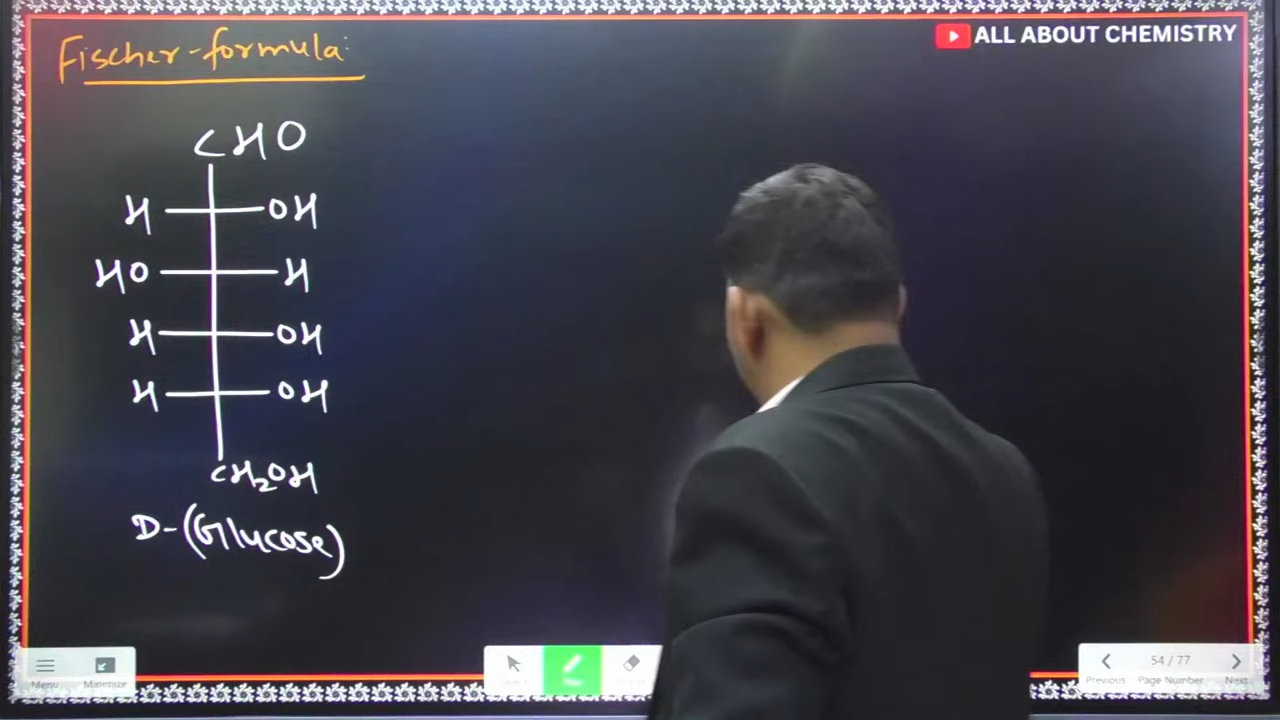 Fischer-formula:
ALL ABOUT CHEMISTRY
CHO
H OH
HO H
H OH
H OH
CH₂OH
D-(Glucose)
Menu Minimize
54 / 77
Previous Page Number Next